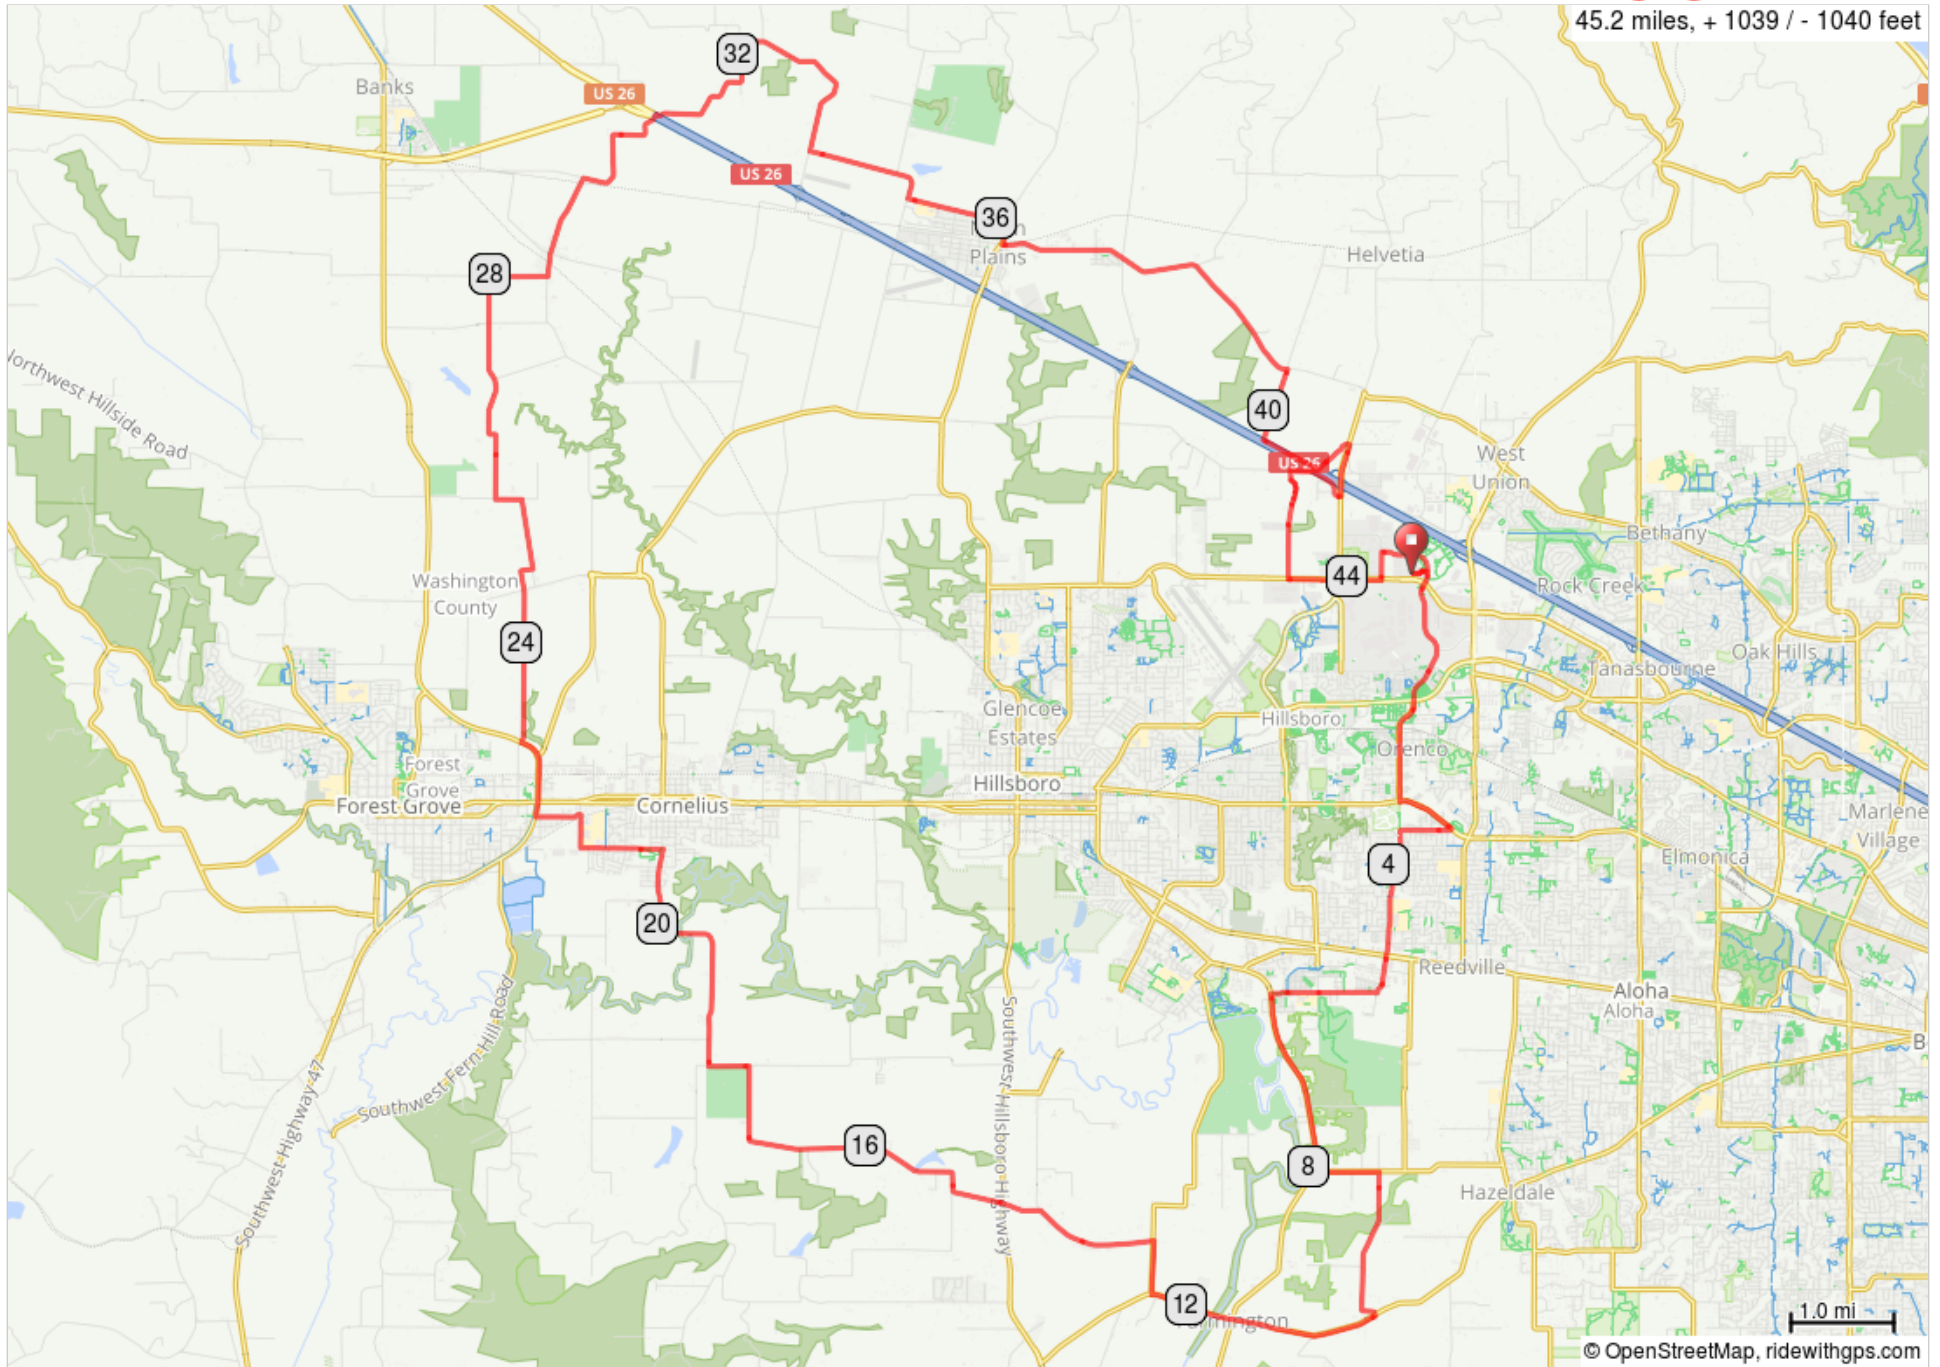 45.2 miles, + 1039 / - 1040 feet
32
Banks
US 26
US 26
36
Plains
Helvetia
28
Northwest Hillside Road
40
US 26
West
Union
Bethany
Rock Creek
44
Washington
County
24
Oak Hills
Tanasbourne
Glencoe
Estates
Hillsboro
Orenco
Forest
Grove
Forest Grove
Cornelius
Hillsboro
Marlene
Village
4
Elmonica
20
Reedville
Aloha
Aloha
Southwest Fern Hill Road
Southwest Highway 47
Southwest Hillsboro Highway
B
16
8
Hazeldale
12
1.0 mi
© OpenStreetMap, ridewithgps.com